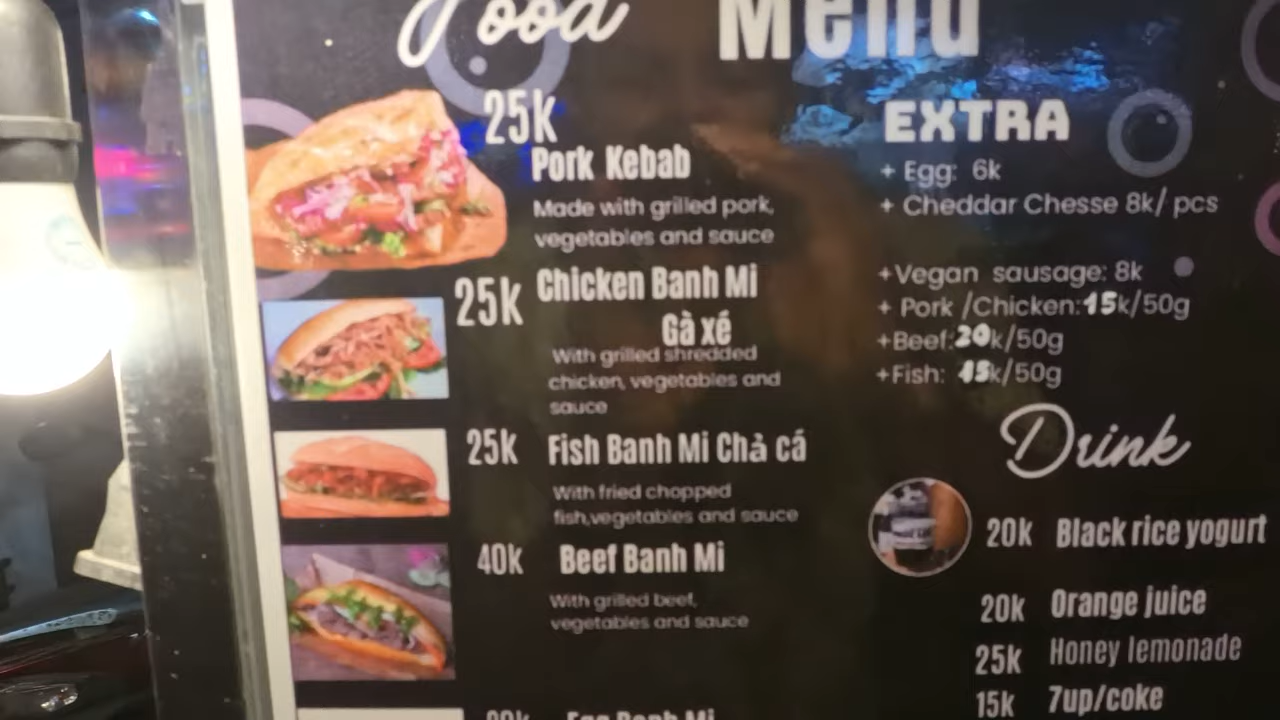 Food Menu
25k
Pork Kebab
Made with grilled pork,
vegetables and sauce
25k Chicken Banh Mi
Gà xé
With grilled shredded
chicken, vegetables and
sauce
25k Fish Banh Mi Chả cá
With fried chopped
fish,vegetables and sauce
40k Beef Banh Mi
With grilled beef,
vegetables and sauce
Egg Banh Mi
EXTRA
+ Egg: 6k
+ Cheddar Chesse 8k/ pcs
+Vegan sausage: 8k
+ Pork /Chicken:15k/50g
+Beef:20k/50g
+Fish: 15k/50g
Drink
20k Black rice yogurt
20k Orange juice
25k Honey lemonade
15k 7up/coke